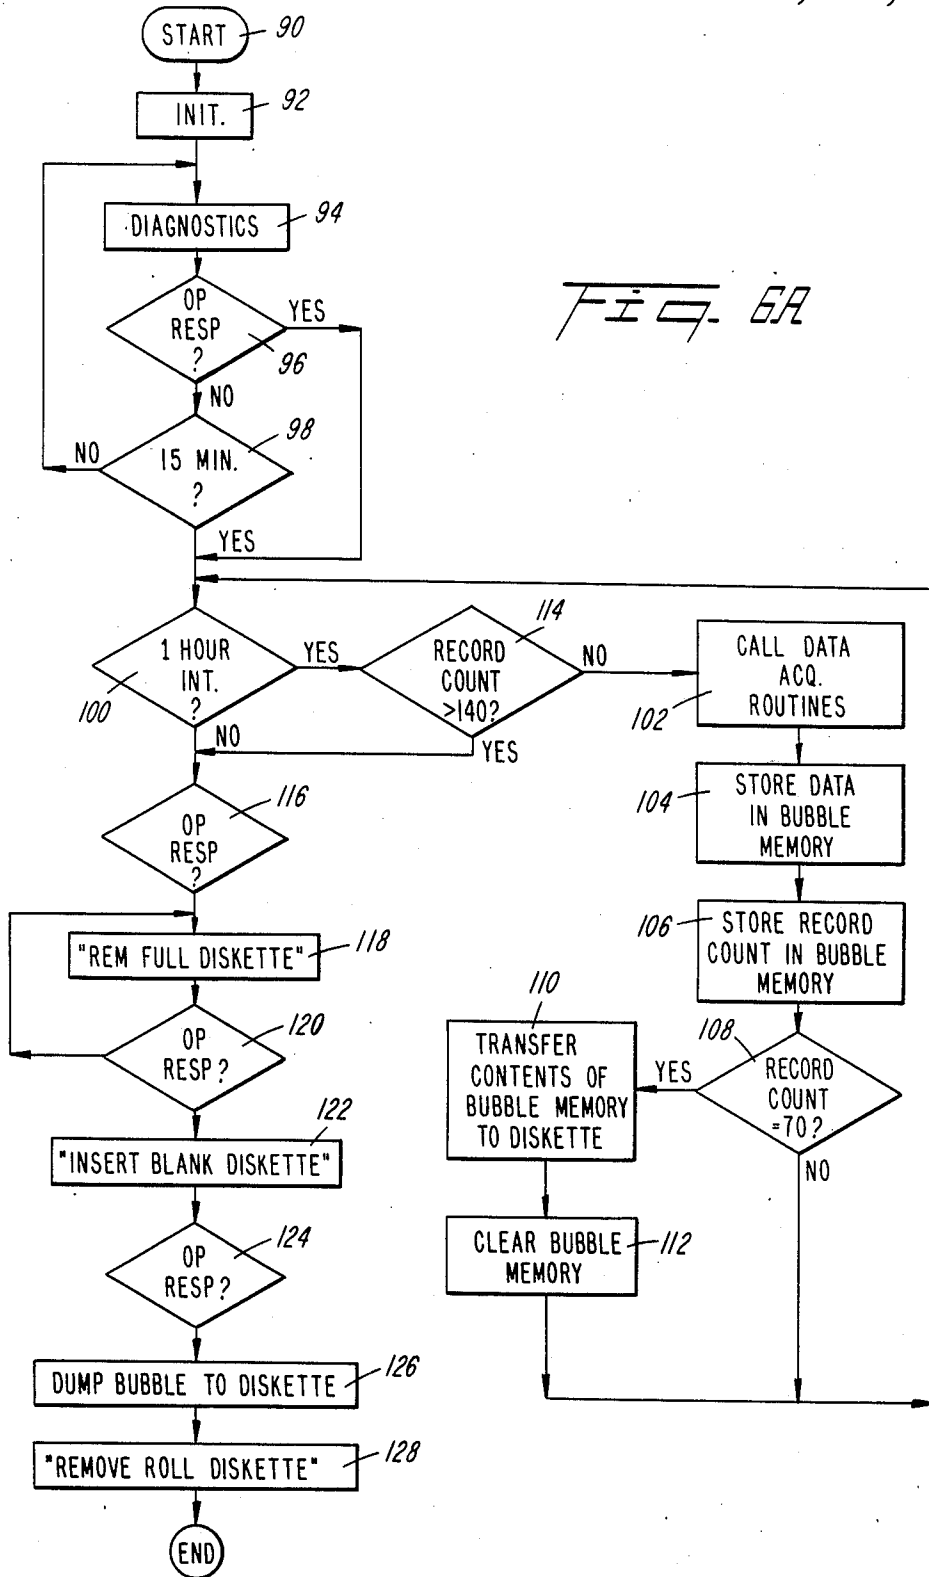 START
90
INIT.
92
DIAGNOSTICS
94
Fig. 6A
OP
RESP
?
96
YES
NO
15 MIN.
?
98
NO
YES
1 HOUR
INT.
?
100
YES
NO
RECORD
COUNT
>140?
114
NO
YES
CALL DATA
ACQ.
ROUTINES
102
STORE DATA
IN BUBBLE
MEMORY
104
STORE RECORD
COUNT IN BUBBLE
MEMORY
106
RECORD
COUNT
=70?
108
YES
NO
TRANSFER
CONTENTS OF
BUBBLE MEMORY
TO DISKETTE
110
CLEAR BUBBLE
MEMORY
112
OP
RESP
?
116
"REM FULL DISKETTE"
118
OP
RESP?
120
"INSERT BLANK DISKETTE"
122
OP
RESP?
124
DUMP BUBBLE TO DISKETTE
126
"REMOVE ROLL DISKETTE"
128
END